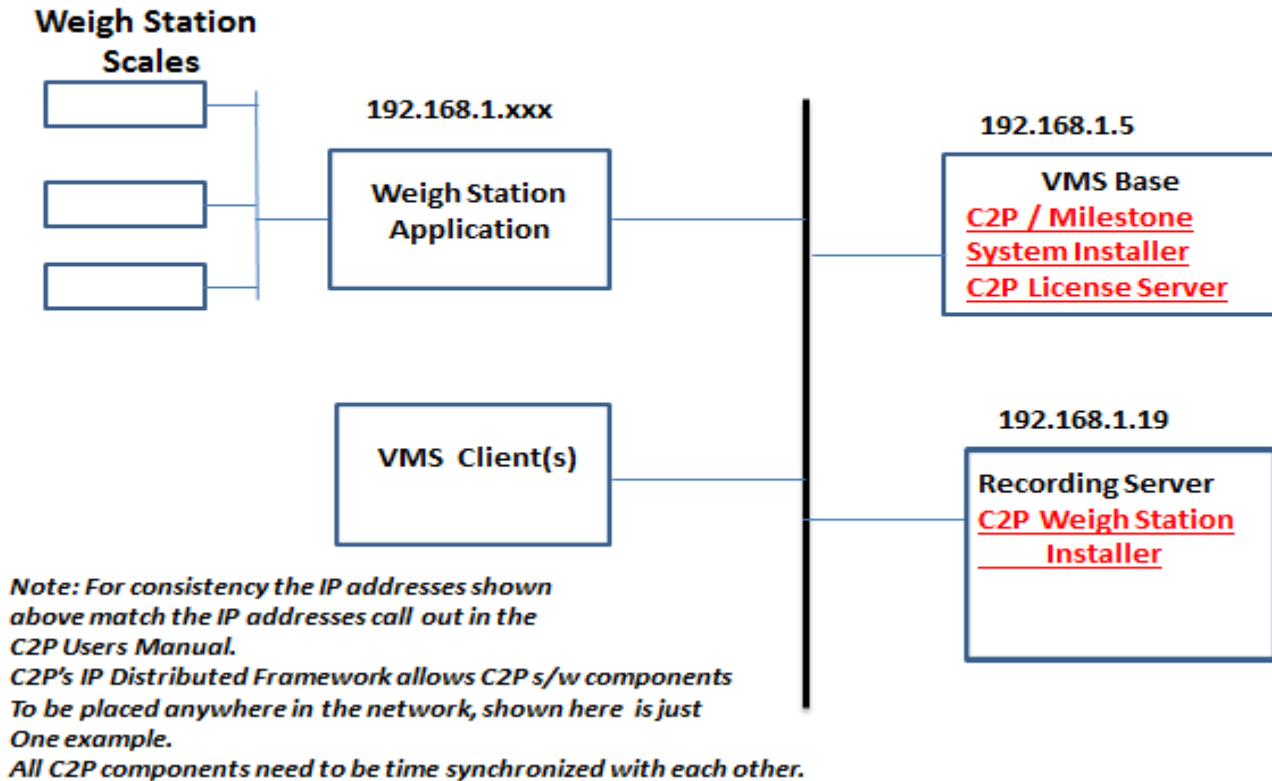 Weigh Station
Scales
192.168.1.xxx
Weigh Station
Application
192.168.1.5
VMS Base
C2P / Milestone
System Installer
C2P License Server
VMS Client(s)
192.168.1.19
Recording Server
C2P Weigh Station
Installer
Note: For consistency the IP addresses shown
above match the IP addresses call out in the
C2P Users Manual.
C2P's IP Distributed Framework allows C2P s/w components
To be placed anywhere in the network, shown here is just
One example.
All C2P components need to be time synchronized with each other.